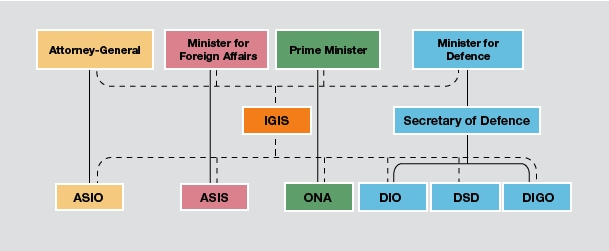 Attorney-General
Minister for
Foreign Affairs
Prime Minister
Minister for
Defence
IGIS
Secretary of Defence
ASIO
ASIS
ONA
DIO
DSD
DIGO